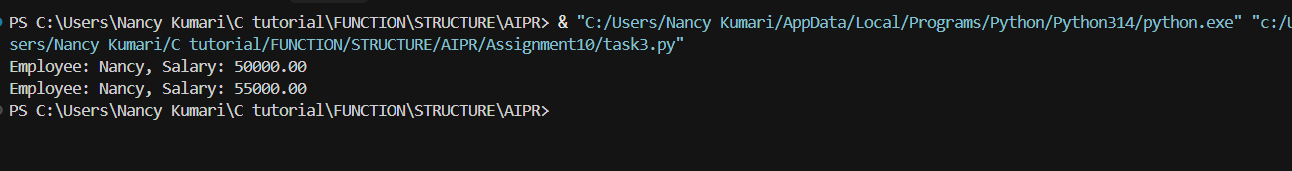 PS C:\Users\Nancy Kumari\C tutorial\FUNCTION\STRUCTURE\AIPR> & "C:/Users/Nancy Kumari/AppData/Local/Programs/Python/Python314/python.exe" "c:/U
sers/Nancy Kumari/C tutorial/FUNCTION/STRUCTURE/AIPR/Assignment10/task3.py"
Employee: Nancy, Salary: 50000.00
Employee: Nancy, Salary: 55000.00
PS C:\Users\Nancy Kumari\C tutorial\FUNCTION\STRUCTURE\AIPR>